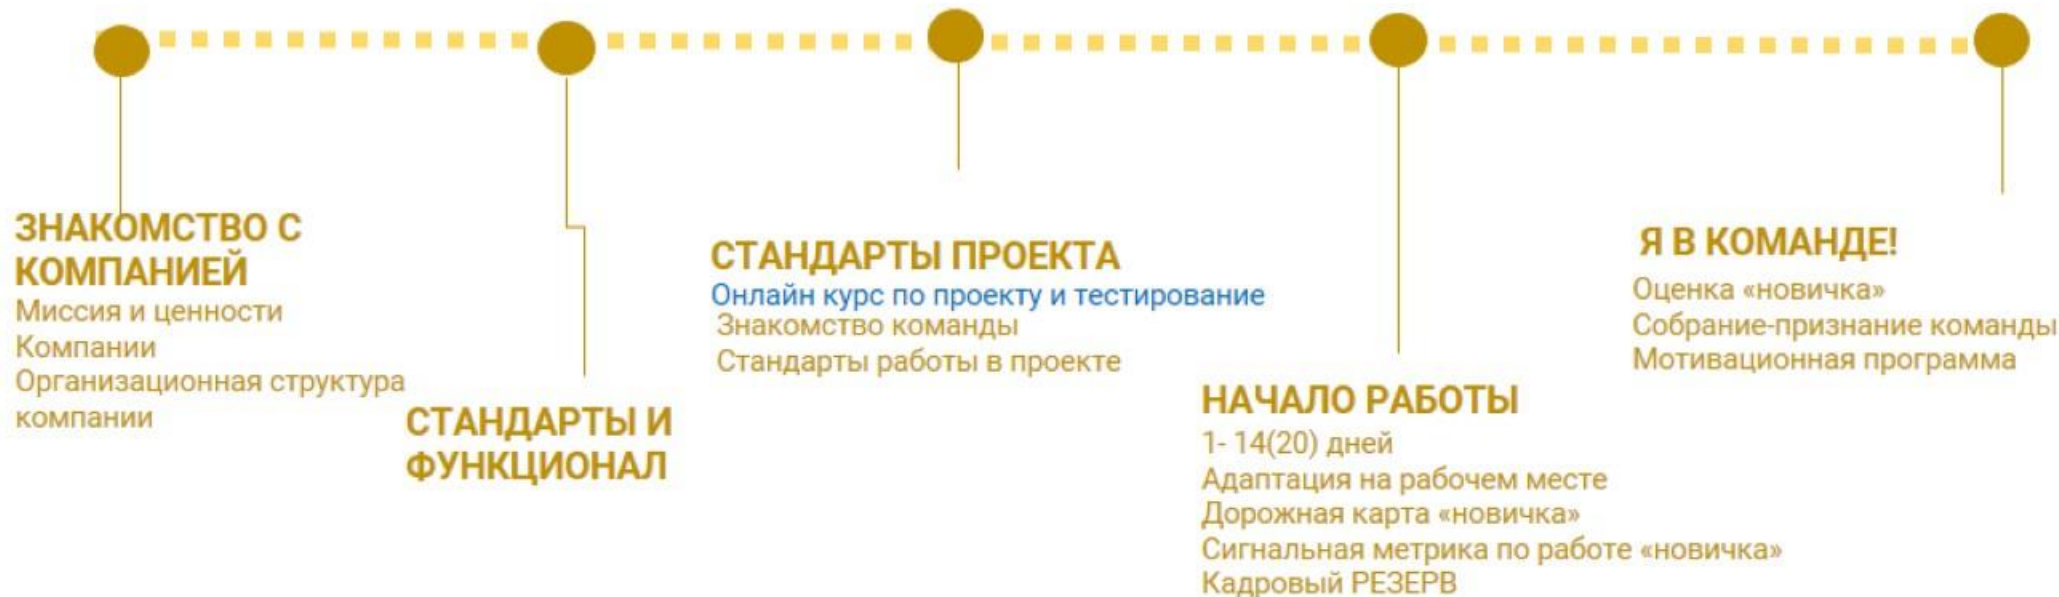 ЗНАКОМСТВО С
КОМПАНИЕЙ
Миссия и ценности
Компании
Организационная структура
компании
СТАНДАРТЫ И
ФУНКЦИОНАЛ
СТАНДАРТЫ ПРОЕКТА
Онлайн курс по проекту и тестирование
Знакомство команды
Стандарты работы в проекте
НАЧАЛО РАБОТЫ
1- 14(20) дней
Адаптация на рабочем месте
Дорожная карта «новичка»
Сигнальная метрика по работе «новичка»
Кадровый РЕЗЕРВ
Я В КОМАНДЕ!
Оценка «новичка»
Собрание-признание команды
Мотивационная программа